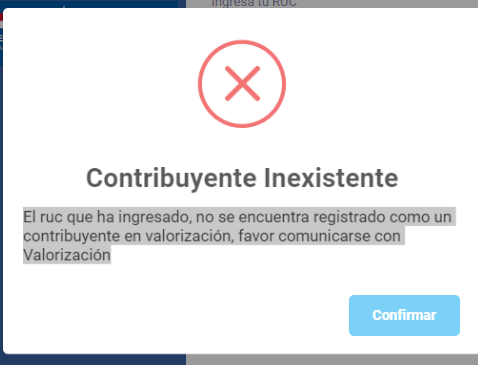 Ingresa tu RUC
Contribuyente Inexistente
El ruc que ha ingresado, no se encuentra registrado como un
contribuyente en valorización, favor comunicarse con
Valorización
Confirmar